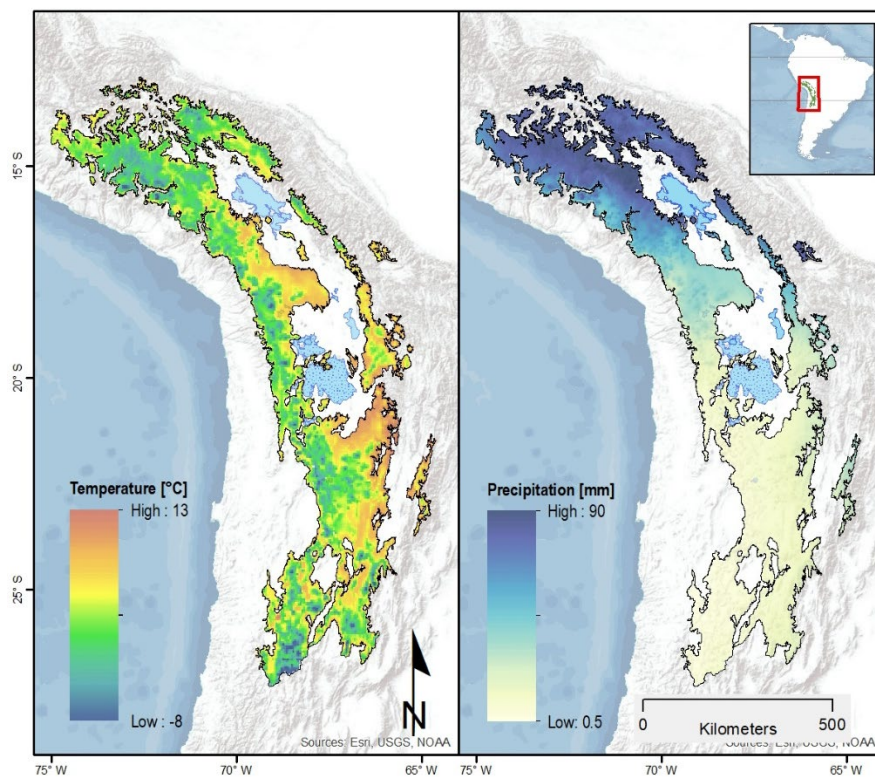 15°S
20°S
25°S
Temperature [°C]
High : 13
Low : -8
N
Sources: Esri, USGS, NOAA
75°W
70°W
65°W
Precipitation [mm]
High : 90
Low: 0.5
0
500
Kilometers
Sources: Esri, USGS, NOAA
75°W
70°W
65°W